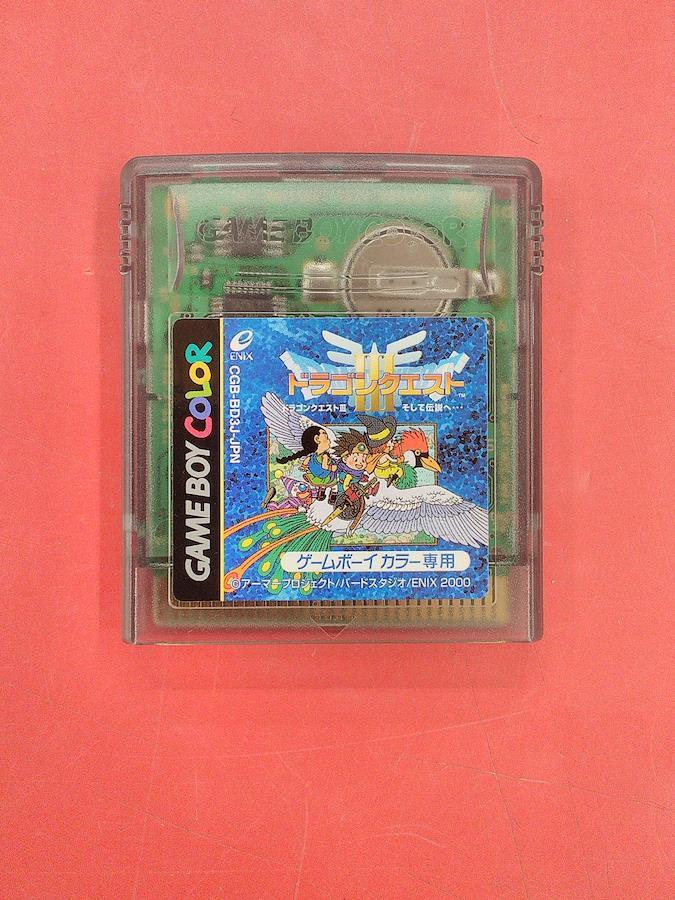 GAME BOY COLOR
GAME BOY COLOR
ENIX
CGB-BD3J-JPN
ドラゴンクエスト
III
™
ドラゴンクエストIII そして伝説へ…
ゲームボーイカラー専用
©アーマープロジェクト/バードスタジオ/ENIX 2000